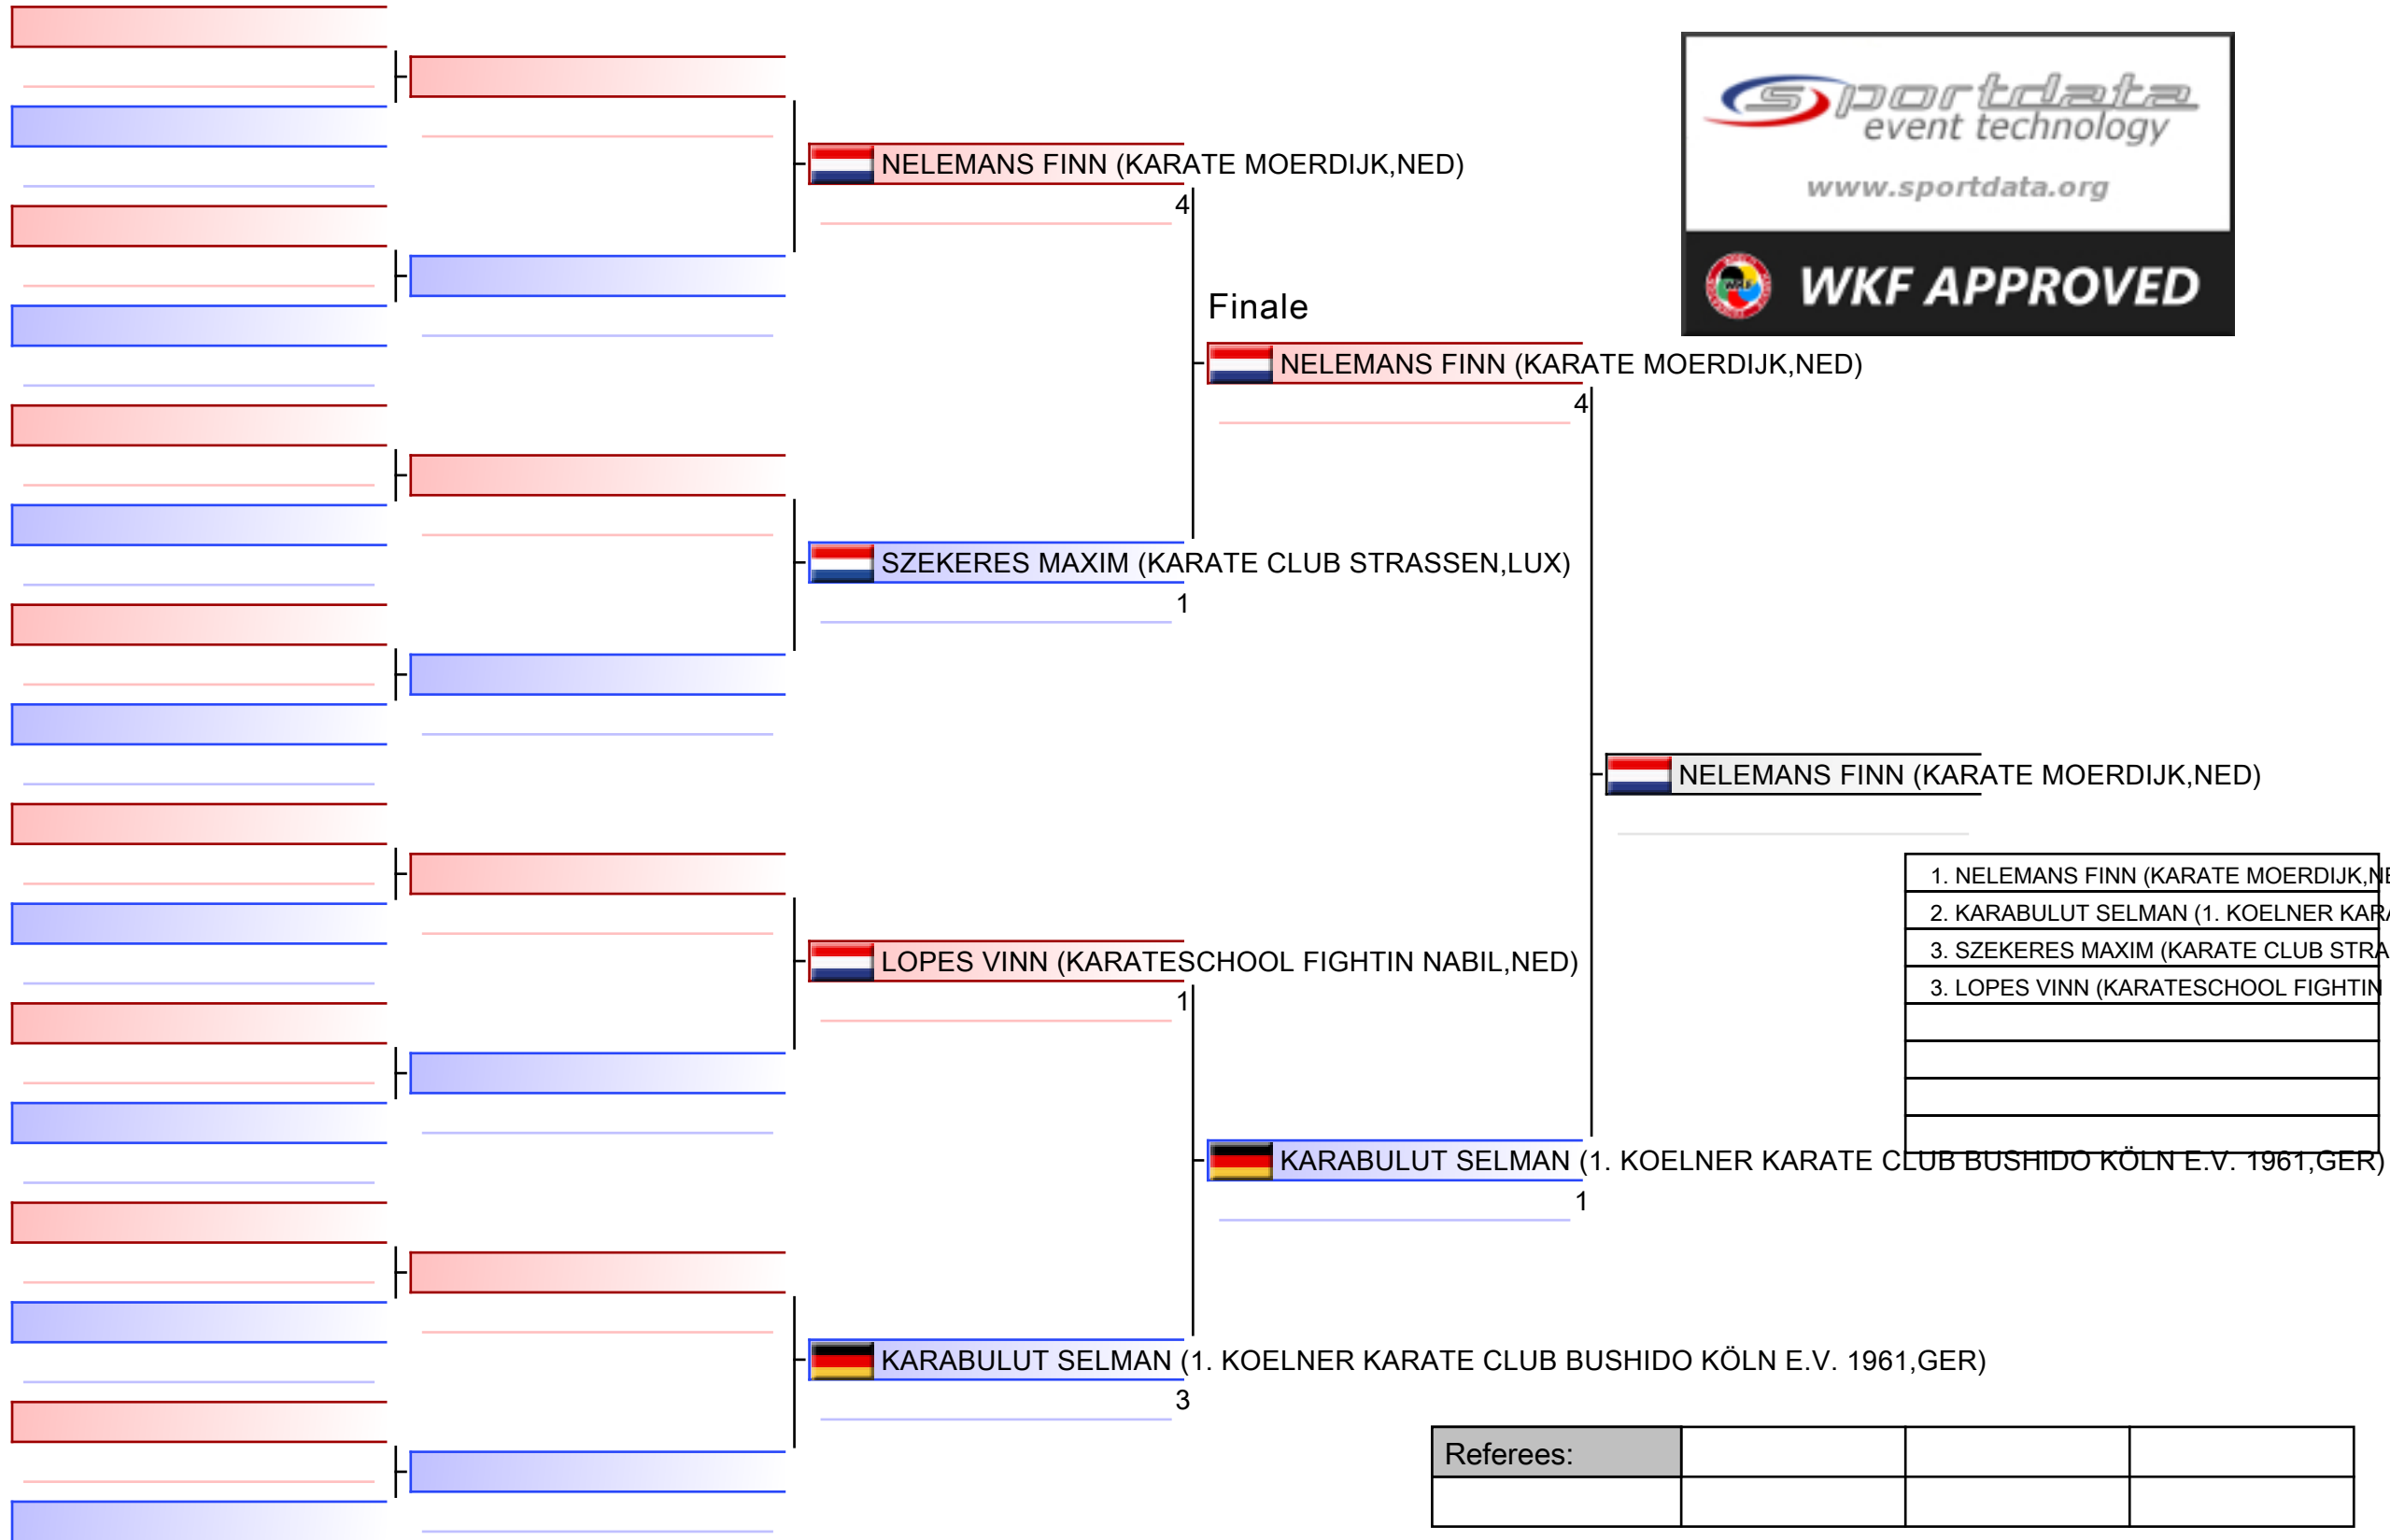 sportdata
event technology
www.sportdata.org
WKF APPROVED
NELEMANS FINN (KARATE MOERDIJK,NED)
4
Finale
NELEMANS FINN (KARATE MOERDIJK,NED)
4
SZEKERES MAXIM (KARATE CLUB STRASSEN,LUX)
1
NELEMANS FINN (KARATE MOERDIJK,NED)
1. NELEMANS FINN (KARATE MOERDIJK,NE
2. KARABULUT SELMAN (1. KOELNER KARA
3. SZEKERES MAXIM (KARATE CLUB STRA
3. LOPES VINN (KARATESCHOOL FIGHTIN
LOPES VINN (KARATESCHOOL FIGHTIN NABIL,NED)
1
KARABULUT SELMAN (1. KOELNER KARATE CLUB BUSHIDO KÖLN E.V. 1961,GER)
1
KARABULUT SELMAN (1. KOELNER KARATE CLUB BUSHIDO KÖLN E.V. 1961,GER)
3
Referees: